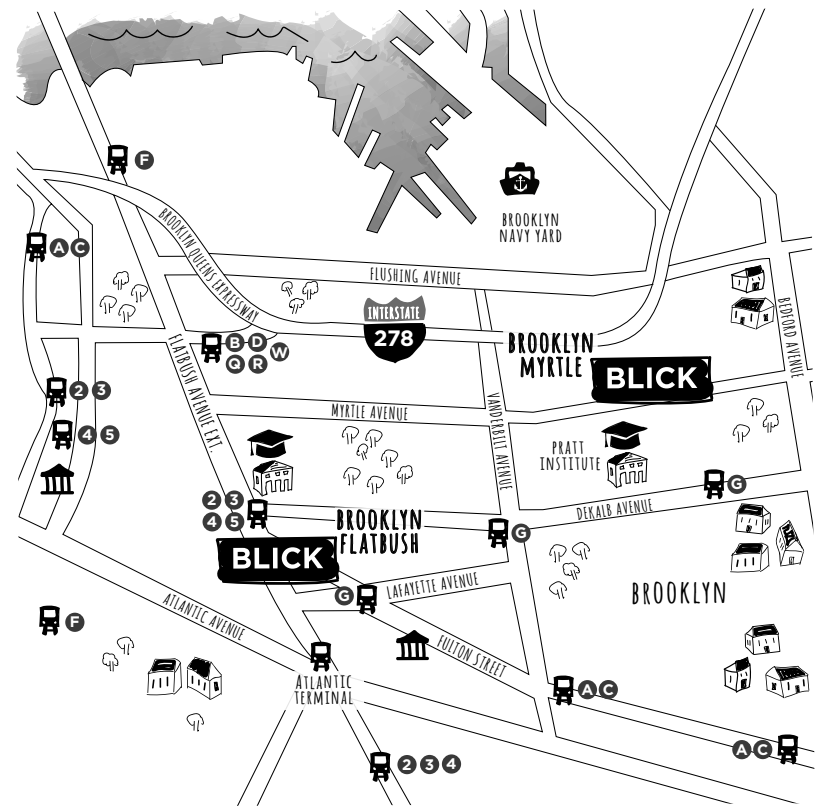 F
BROOKLYN
NAVY YARD
A C
BROOKLYN QUEENS EXPRESSWAY
FLUSHING AVENUE
INTERSTATE
278
BEDFORD AVENUE
FLATBUSH AVENUE EXT.
B D
W
Q R
BROOKLYN
MYRTLE
BLICK
2 3
MYRTLE AVENUE
VANDERBILT AVENUE
4 5
PRATT
INSTITUTE
G
2 3
4 5
DEKALB AVENUE
BROOKLYN
FLATBUSH
G
BLICK
LAFAYETTE AVENUE
G
BROOKLYN
ATLANTIC AVENUE
F
FULTON STREET
ATLANTIC
TERMINAL
A C
A C
2 3 4